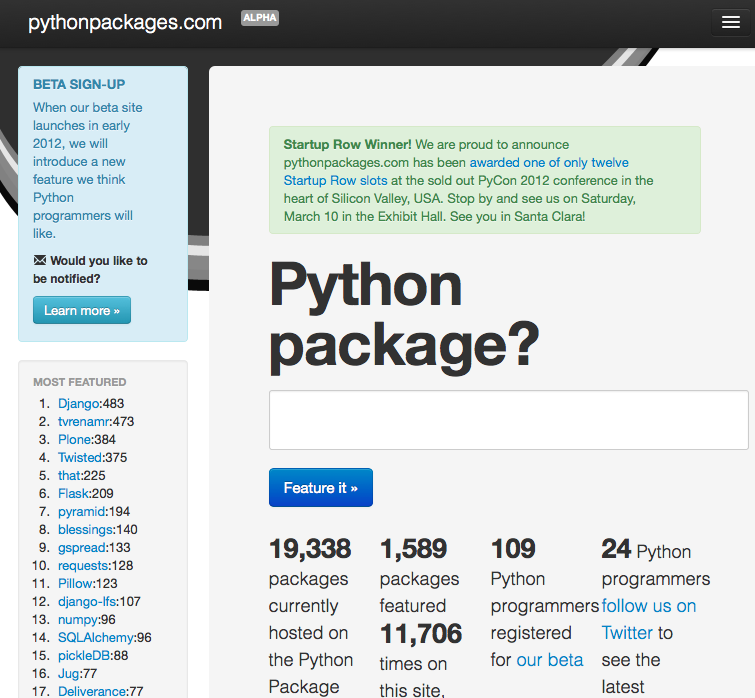 pythonpackages.com ALPHA
BETA SIGN-UP
When our beta site
launches in early
2012, we will
introduce a new
feature we think
Python
programmers will
like.
Would you like to
be notified?
Learn more »
MOST FEATURED
1. Django:483
2. tvrenamr:473
3. Plone:384
4. Twisted:375
5. that:225
6. Flask:209
7. pyramid:194
8. blessings:140
9. gspread:133
10. requests:128
11. Pillow:123
12. django-lfs:107
13. numpy:96
14. SQLAlchemy:96
15. pickleDB:88
16. Jug:77
17. Deliverance:77
Startup Row Winner! We are proud to announce
pythonpackages.com has been awarded one of only twelve
Startup Row slots at the sold out PyCon 2012 conference in the
heart of Silicon Valley, USA. Stop by and see us on Saturday,
March 10 in the Exhibit Hall. See you in Santa Clara!
Python
package?
Feature it »
19,338
packages
currently
hosted on
the Python
Package
1,589
packages
featured
11,706
times on
this site,
109
Python
programmers
registered
for our beta
24 Python
programmers
follow us on
Twitter to
see the
latest